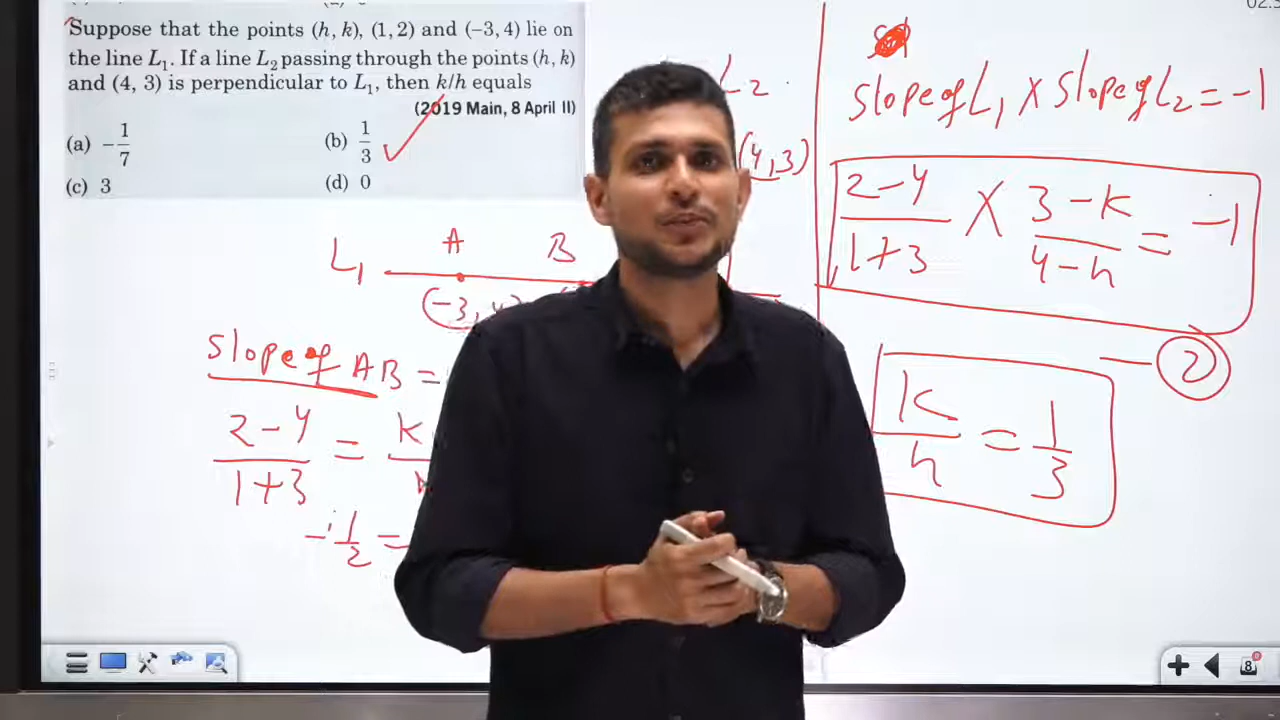 Suppose that the points (h, k), (1, 2) and (−3, 4) lie on
the line L₁. If a line L₂ passing through the points (h, k)
and (4, 3) is perpendicular to L₁, then k/h equals
(2019 Main, 8 April II)
(a) −1/7
(b) 1/3
(c) 3
(d) 0
L₂
(4,3)
L₁
A
B
slope of AB =
2-4/1+3 = k
-1/2 =
slope of L₁ × slope of L₂ = -1
2-4/1+3 × 3-k/4-h = -1
2
k/h = 1/3
8